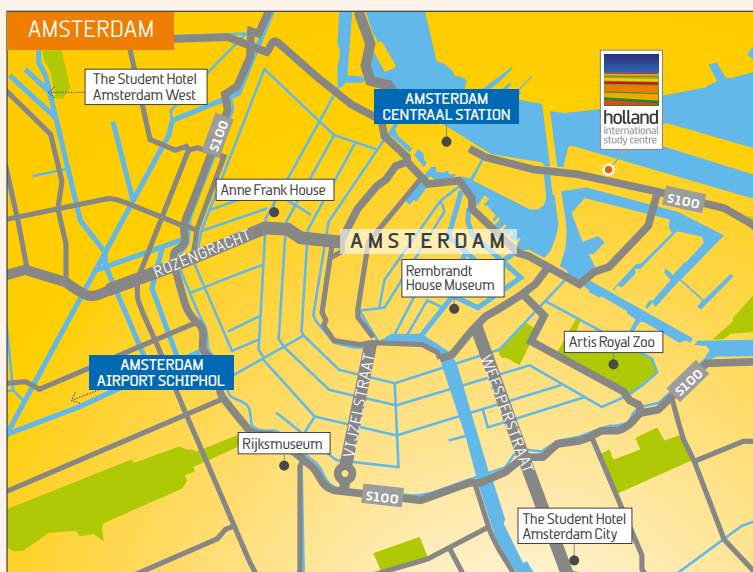 AMSTERDAM
The Student Hotel
Amsterdam West
S100
AMSTERDAM
CENTRAAL STATION
holland
international
study centre
Anne Frank House
S100
ROZENGRACHT
AMSTERDAM
Rembrandt
House Museum
Artis Royal Zoo
AMSTERDAM
AIRPORT SCHIPHOL
S100
VIJZELSTRAAT
WEESPERSTRAAT
Rijksmuseum
S100
The Student Hotel
Amsterdam City